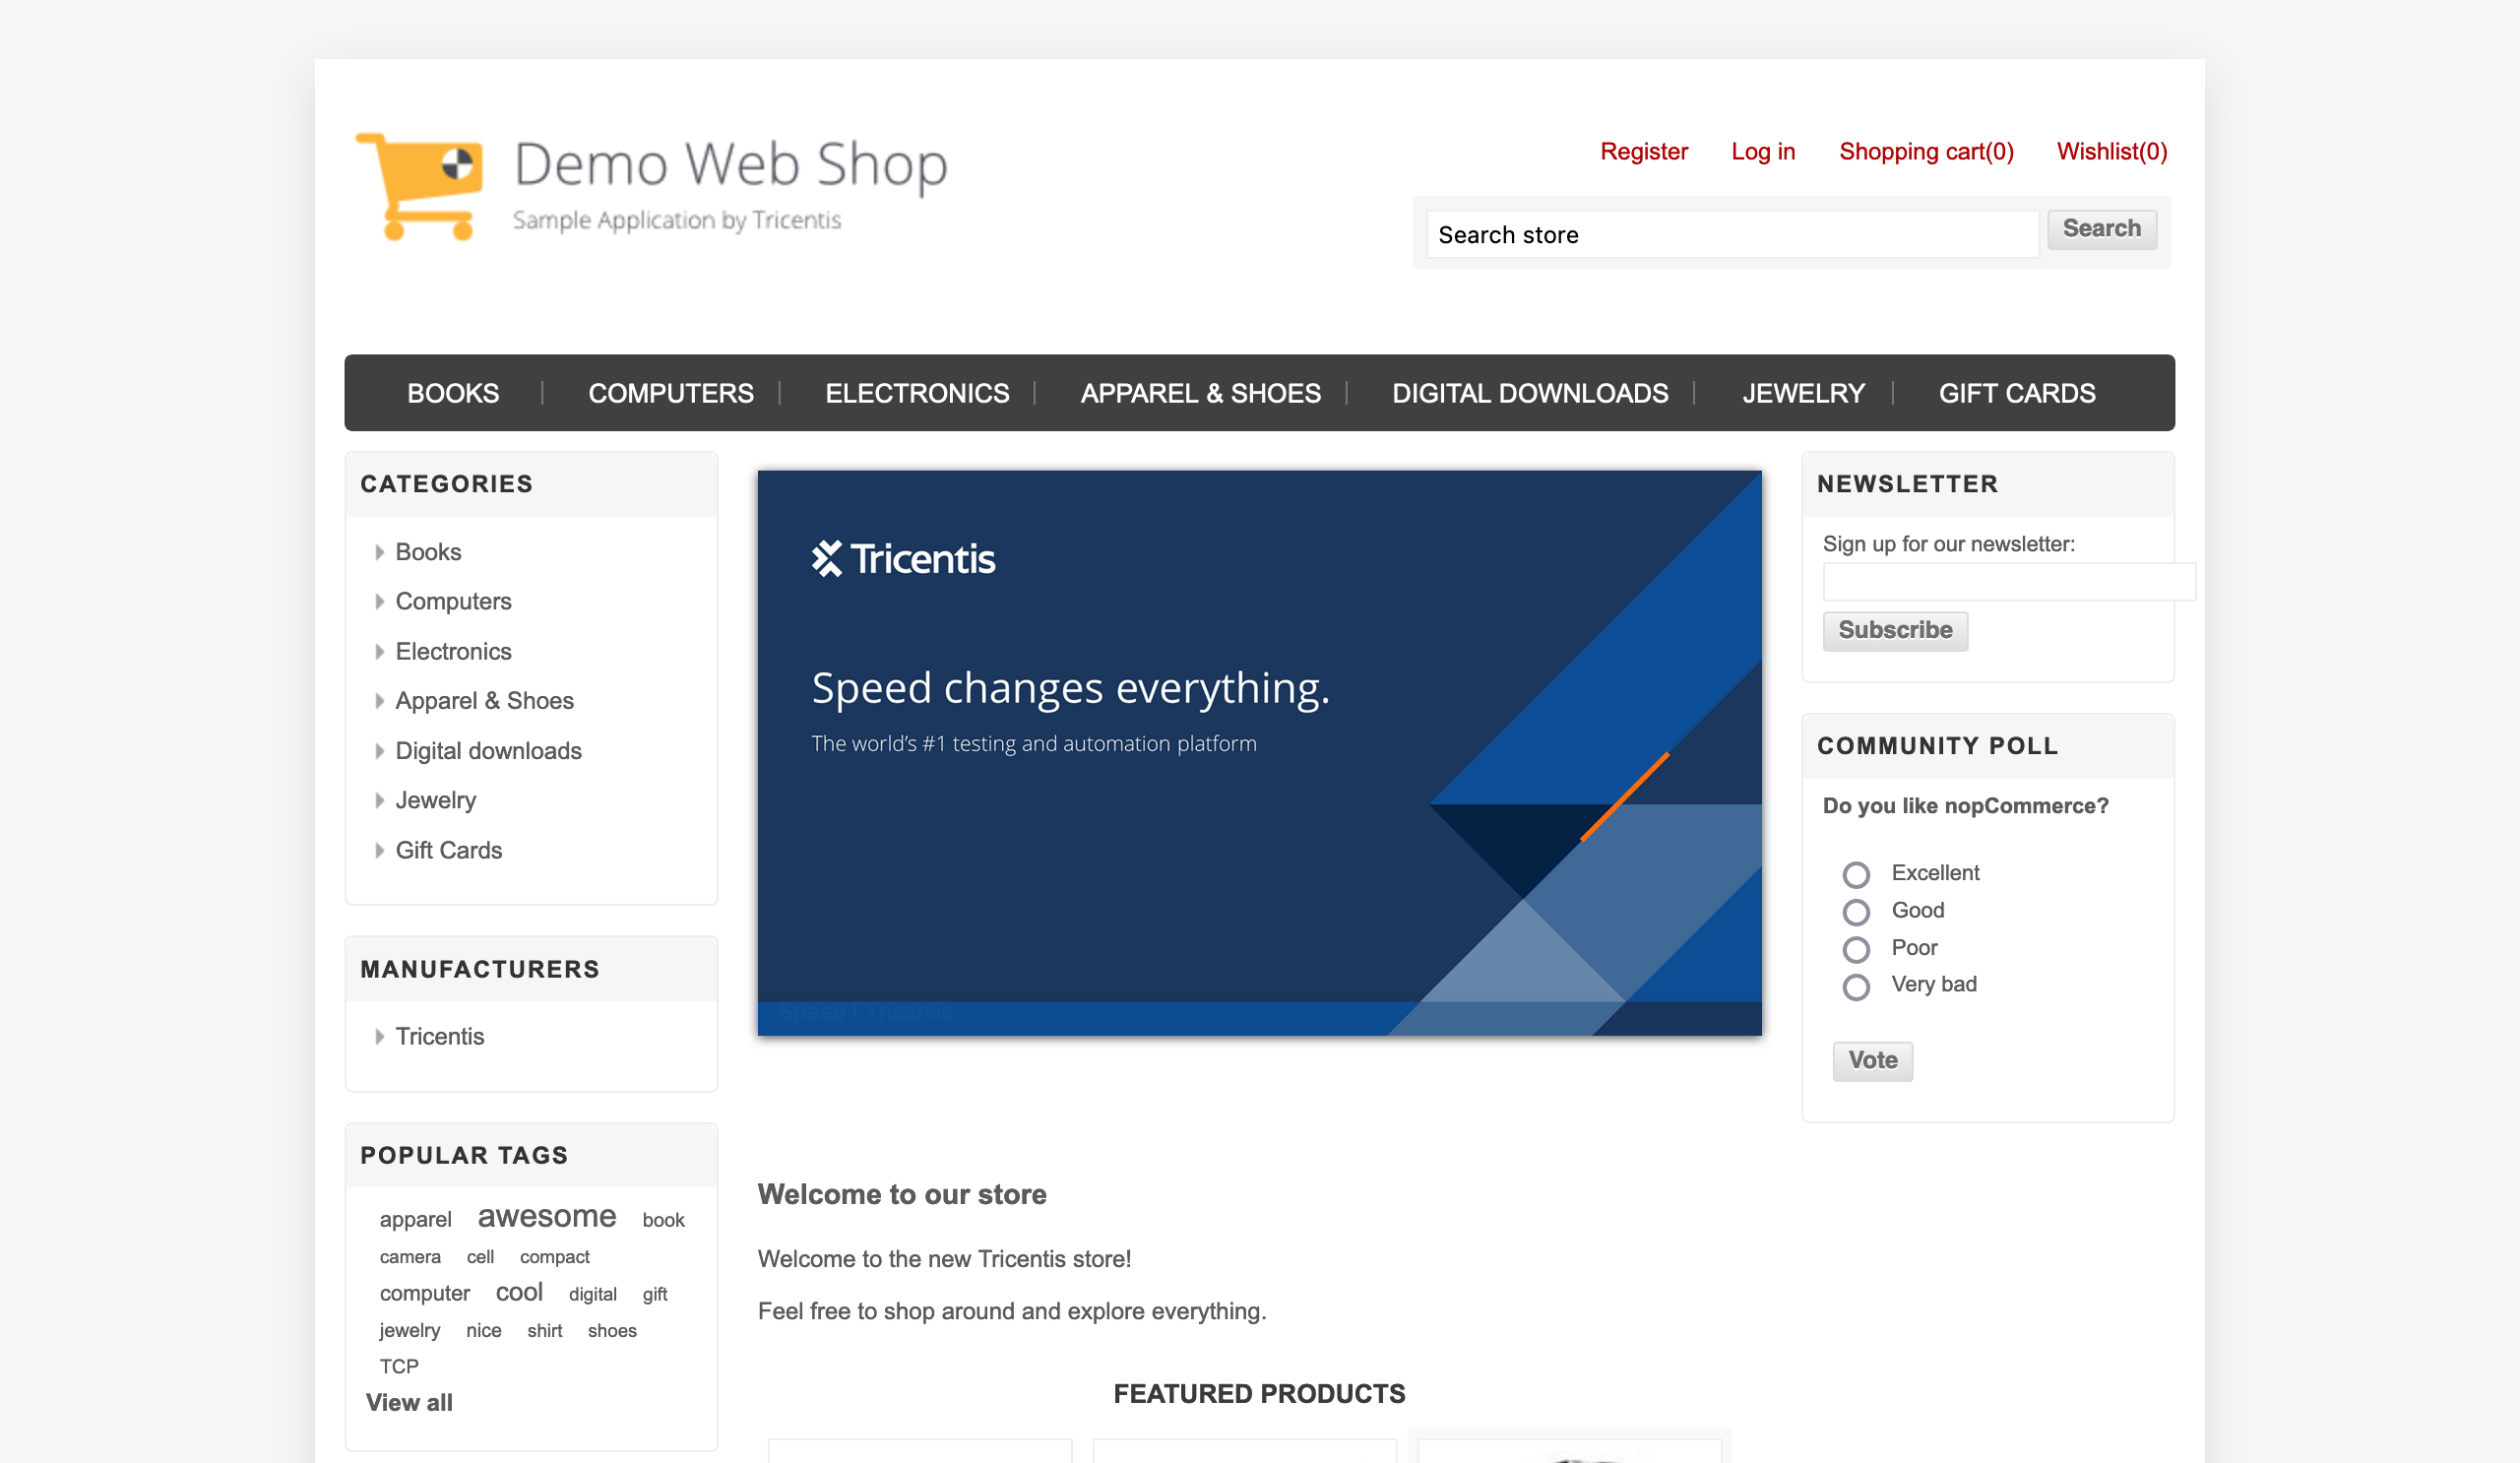 Demo Web Shop
Sample Application by Tricentis
Register Log in Shopping cart(0) Wishlist(0)
Search store Search
BOOKS COMPUTERS ELECTRONICS APPAREL & SHOES DIGITAL DOWNLOADS JEWELRY GIFT CARDS
CATEGORIES
Books
Computers
Electronics
Apparel & Shoes
Digital downloads
Jewelry
Gift Cards
MANUFACTURERS
Tricentis
POPULAR TAGS
apparel awesome book
camera cell compact
computer cool digital gift
jewelry nice shirt shoes
TCP
View all
Tricentis
Speed changes everything.
The world's #1 testing and automation platform
Speed | Tricentis
Welcome to our store
Welcome to the new Tricentis store!
Feel free to shop around and explore everything.
FEATURED PRODUCTS
NEWSLETTER
Sign up for our newsletter:
Subscribe
COMMUNITY POLL
Do you like nopCommerce?
Excellent
Good
Poor
Very bad
Vote